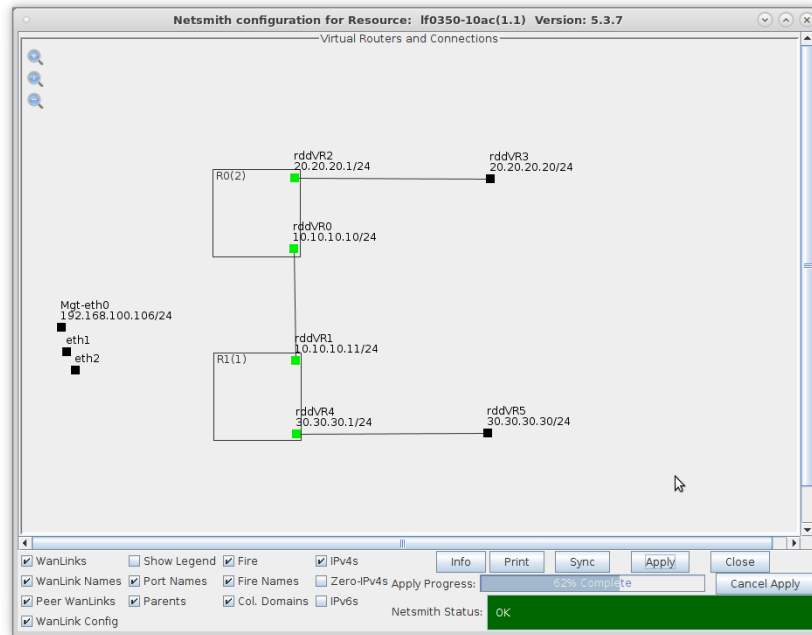 Netsmith configuration for Resource: lf0350-10ac(1.1) Version: 5.3.7
Virtual Routers and Connections
rddVR2
20.20.20.1/24
rddVR3
20.20.20.20/24
R0(2)
rddVR0
10.10.10.10/24
Mgt-eth0
192.168.100.106/24
eth1
eth2
rddVR1
10.10.10.11/24
R1(1)
rddVR4
30.30.30.1/24
rddVR5
30.30.30.30/24
WanLinks Show Legend Fire IPv4s Info Print Sync Apply Close
WanLink Names Port Names Fire Names Zero-IPv4s Apply Progress: 62% Complete Cancel Apply
Peer WanLinks Parents Col. Domains IPv6s Netsmith Status: OK
WanLink Config